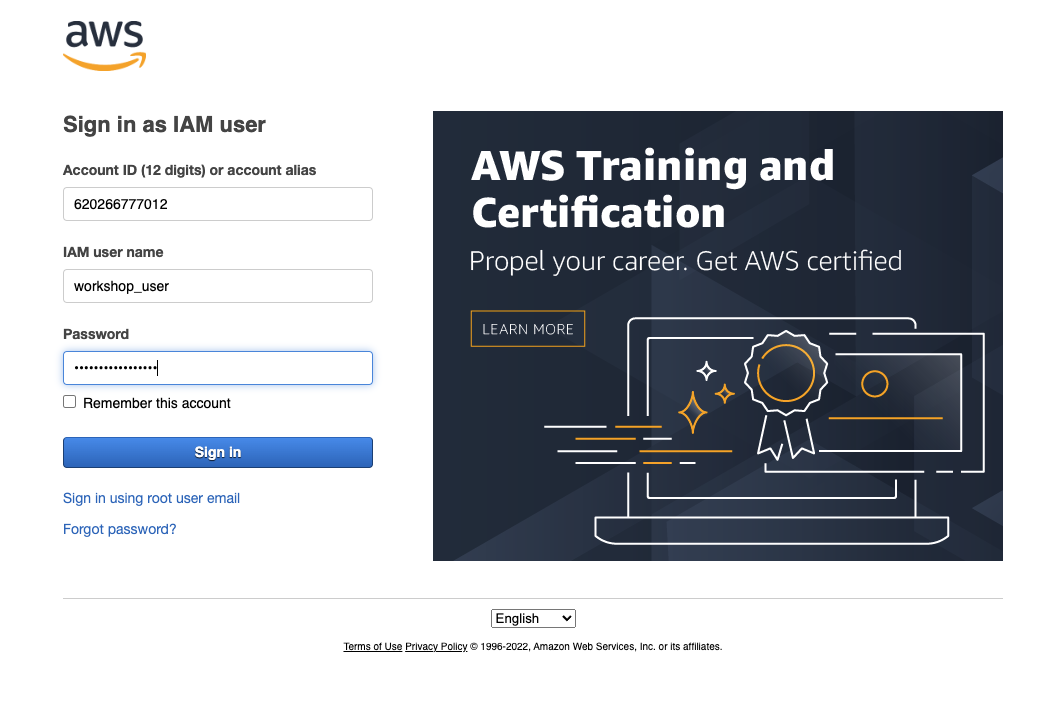 aws
Sign in as IAM user
Account ID (12 digits) or account alias
620266777012
IAM user name
workshop_user
Password
•••••••••••••••••
Remember this account
Sign in
Sign in using root user email
Forgot password?
AWS Training and
Certification
Propel your career. Get AWS certified
LEARN MORE
English
Terms of Use Privacy Policy © 1996-2022, Amazon Web Services, Inc. or its affiliates.